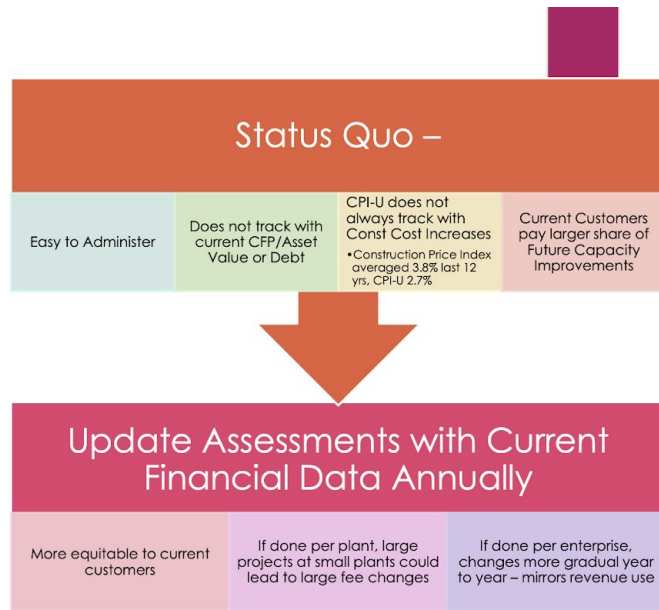 Status Quo –
Easy to Administer
Does not track with
current CFP/Asset
Value or Debt
CPI-U does not
always track with
Const Cost Increases
•Construction Price Index
averaged 3.8% last 12
yrs, CPI-U 2.7%
Current Customers
pay larger share of
Future Capacity
Improvements
Update Assessments with Current
Financial Data Annually
More equitable to current
customers
If done per plant, large
projects at small plants could
lead to large fee changes
If done per enterprise,
changes more gradual year
to year – mirrors revenue use